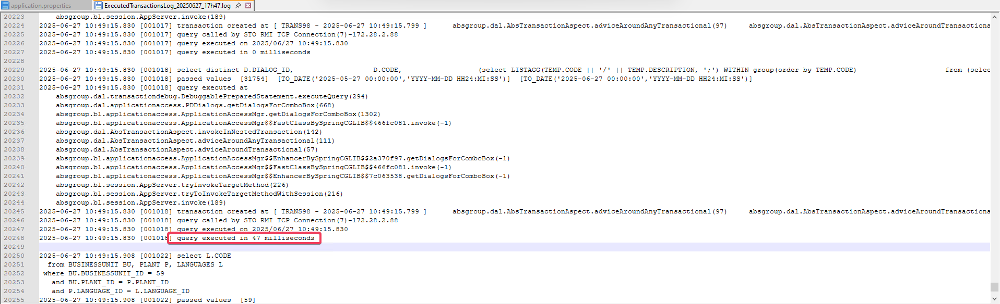 application.properties
ExecutedTransactionsLog_20250627_17h47.log
20223 absgroup.bl.session.AppServer.invoke(189)
20224 2025-06-27 10:49:15.830 [001017] transaction created at [ TRANS98 - 2025-06-27 10:49:15.799 ] absgroup.dal.AbsTransactionAspect.adviceAroundAnyTransactional(97) absgroup.dal.AbsTransactionAspect.adviceAroundTransactiona
20225 2025-06-27 10:49:15.830 [001017] query called by STO RMI TCP Connection(7)-172.28.2.88
20226 2025-06-27 10:49:15.830 [001017] query executed on 2025/06/27 10:49:15.830
20227 2025-06-27 10:49:15.830 [001017] query executed in 0 milliseconds
20228
20229 2025-06-27 10:49:15.830 [001018] select distinct D.DIALOG_ID, D.CODE, (select LISTAGG(TEMP.CODE || '/' || TEMP.DESCRIPTION, ';') WITHIN group(order by TEMP.CODE) from (selec
20230 2025-06-27 10:49:15.830 [001018] passed values [31754] [TO_DATE('2025-05-27 00:00:00','YYYY-MM-DD HH24:MI:SS')] [TO_DATE('2025-06-27 00:00:00','YYYY-MM-DD HH24:MI:SS')]
20231 2025-06-27 10:49:15.830 [001018] query executed at
20232 absgroup.dal.transactiondebug.DebuggablePreparedStatement.executeQuery(294)
20233 absgroup.dal.applicationaccess.PDDialogs.getDialogsForComboBox(668)
20234 absgroup.bl.applicationaccess.ApplicationAccessMgr.getDialogsForComboBox(1302)
20235 absgroup.bl.applicationaccess.ApplicationAccessMgr$$FastClassBySpringCGLIB$$466fc081.invoke(-1)
20236 absgroup.dal.AbsTransactionAspect.invokeInNestedTransaction(142)
20237 absgroup.dal.AbsTransactionAspect.adviceAroundAnyTransactional(111)
20238 absgroup.dal.AbsTransactionAspect.adviceAroundTransactional(57)
20239 absgroup.bl.applicationaccess.ApplicationAccessMgr$$EnhancerBySpringCGLIB$$2a370f97.getDialogsForComboBox(-1)
20240 absgroup.bl.applicationaccess.ApplicationAccessMgr$$FastClassBySpringCGLIB$$466fc081.invoke(-1)
20241 absgroup.bl.applicationaccess.ApplicationAccessMgr$$EnhancerBySpringCGLIB$$7c063538.getDialogsForComboBox(-1)
20242 absgroup.bl.session.AppServer.tryInvokeTargetMethod(226)
20243 absgroup.bl.session.AppServer.tryToInvokeTargetMethodWithSession(216)
20244 absgroup.bl.session.AppServer.invoke(189)
20245 2025-06-27 10:49:15.830 [001018] transaction created at [ TRANS98 - 2025-06-27 10:49:15.799 ] absgroup.dal.AbsTransactionAspect.adviceAroundAnyTransactional(97) absgroup.dal.AbsTransactionAspect.adviceAroundTransactiona
20246 2025-06-27 10:49:15.830 [001018] query called by STO RMI TCP Connection(7)-172.28.2.88
20247 2025-06-27 10:49:15.830 [001018] query executed on 2025/06/27 10:49:15.830
20248 2025-06-27 10:49:15.830 [001018] query executed in 47 milliseconds
20249
20250 2025-06-27 10:49:15.908 [001022] select L.CODE
20251 from BUSINESSUNIT BU, PLANT P, LANGUAGES L
20252 where BU.BUSINESSUNIT_ID = 59
20253 and BU.PLANT_ID = P.PLANT_ID
20254 and P.LANGUAGE_ID = L.LANGUAGE_ID
20255 2025-06-27 10:49:15.908 [001022] passed values [59]